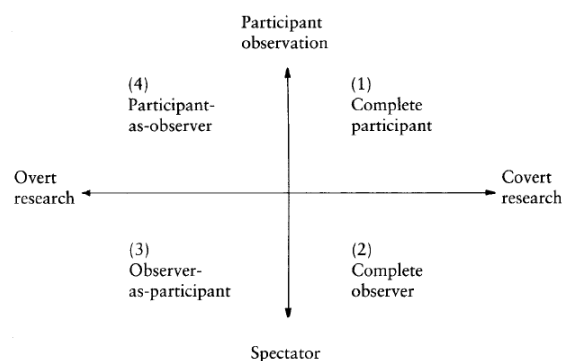 Participant
observation
(4)
Participant-
as-observer
(1)
Complete
participant
Overt
research
Covert
research
(3)
Observer-
as-participant
(2)
Complete
observer
Spectator